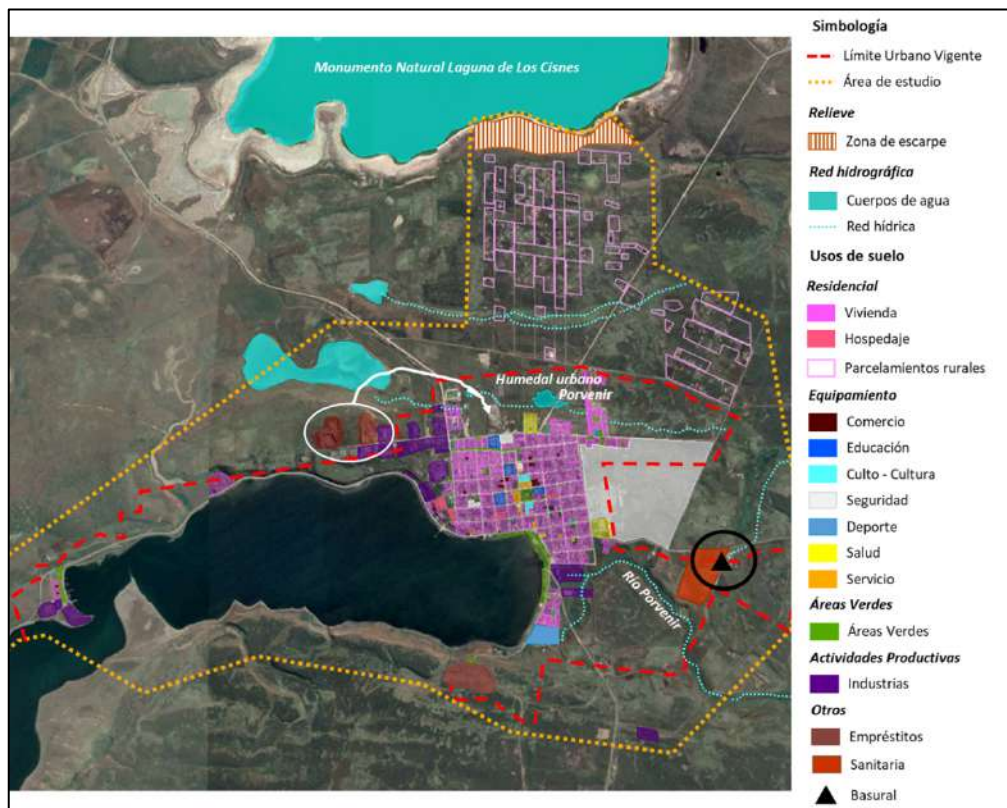 Monumento Natural Laguna de Los Cisnes
Humedal urbano
Porvenir
Río Porvenir
Simbología
Límite Urbano Vigente
Área de estudio
Relieve
Zona de escarpe
Red hidrográfica
Cuerpos de agua
Red hídrica
Usos de suelo
Residencial
Vivienda
Hospedaje
Parcelamientos rurales
Equipamiento
Comercio
Educación
Culto - Cultura
Seguridad
Deporte
Salud
Servicio
Áreas Verdes
Áreas Verdes
Actividades Productivas
Industrias
Otros
Empréstitos
Sanitaria
Basural